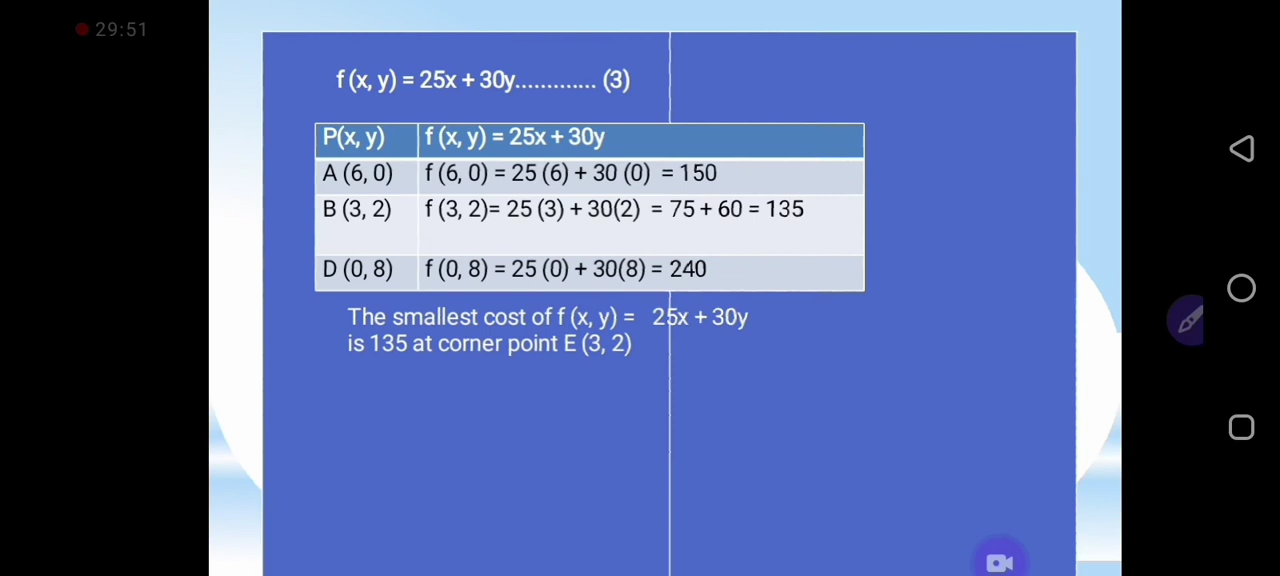 29:51
f (x, y) = 25x + 30y............. (3)
P(x, y) f (x, y) = 25x + 30y
A (6, 0) f (6, 0) = 25 (6) + 30 (0) = 150
B (3, 2) f (3, 2)= 25 (3) + 30(2) = 75 + 60 = 135
D (0, 8) f (0, 8) = 25 (0) + 30(8) = 240
The smallest cost of f (x, y) = 25x + 30y
is 135 at corner point E (3, 2)